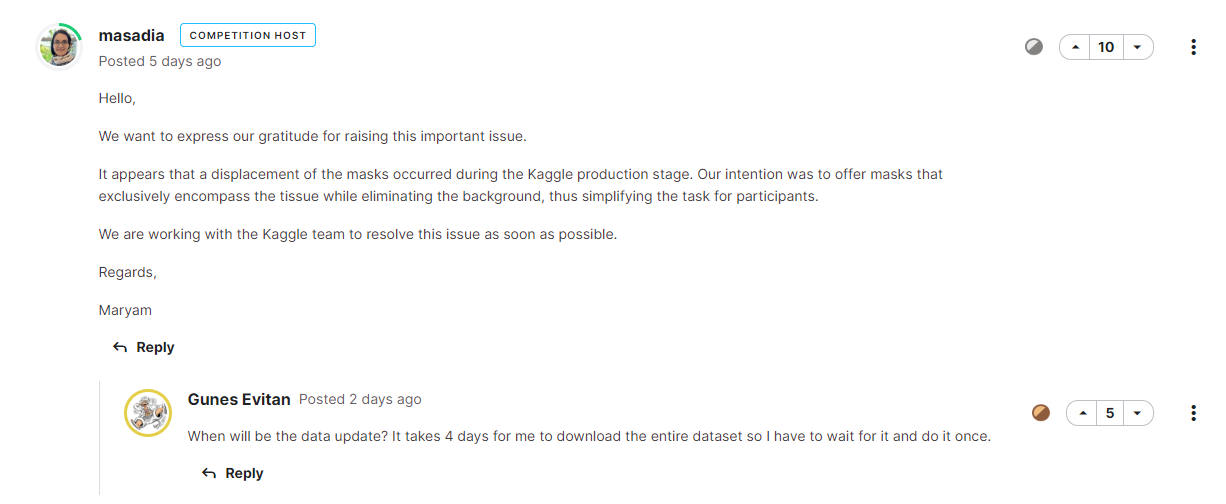 masadia COMPETITION HOST
Posted 5 days ago
10
Hello,
We want to express our gratitude for raising this important issue.
It appears that a displacement of the masks occurred during the Kaggle production stage. Our intention was to offer masks that
exclusively encompass the tissue while eliminating the background, thus simplifying the task for participants.
We are working with the Kaggle team to resolve this issue as soon as possible.
Regards,
Maryam
Reply
Gunes Evitan Posted 2 days ago
5
When will be the data update? It takes 4 days for me to download the entire dataset so I have to wait for it and do it once.
Reply